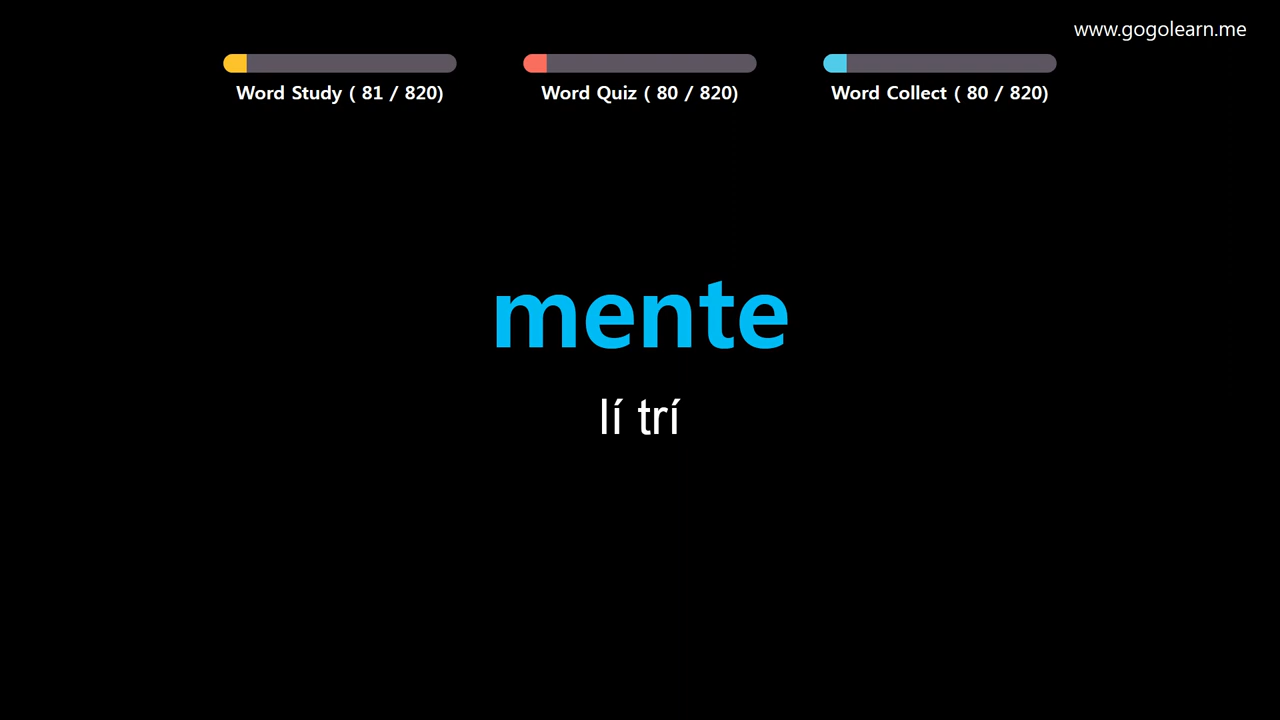 www.gogolearn.me
Word Study ( 81 / 820)
Word Quiz ( 80 / 820)
Word Collect ( 80 / 820)
mente
lí trí